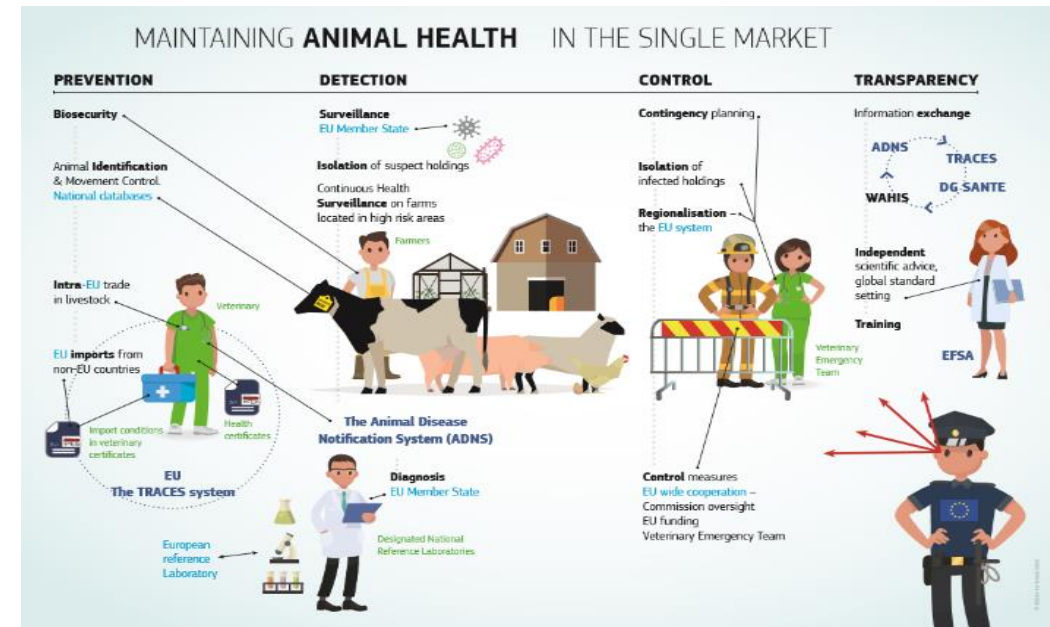 MAINTAINING ANIMAL HEALTH IN THE SINGLE MARKET
PREVENTION
Biosecurity
Animal Identification
& Movement Control.
National databases
Intra-EU trade
in livestock
Veterinary
EU imports from
non-EU countries
Import conditions
in veterinary
certificates
Health
certificates
EU
The TRACES system
DETECTION
Surveillance
EU Member State
Isolation of suspect holdings
Continuous Health
Surveillance on farms
located in high risk areas
Farmers
The Animal Disease
Notification System (ADNS)
Diagnosis
EU Member State
Designated National
Reference Laboratories
European
reference
Laboratory
CONTROL
Contingency planning
Isolation of
infected holdings
Regionalisation –
the EU system
Veterinary
Emergency
Team
Control measures
EU wide cooperation –
Commission oversight
EU funding
Veterinary Emergency Team
TRANSPARENCY
Information exchange
ADNS
TRACES
DG SANTE
WAHIS
Independent
scientific advice,
global standard
setting
Training
EFSA